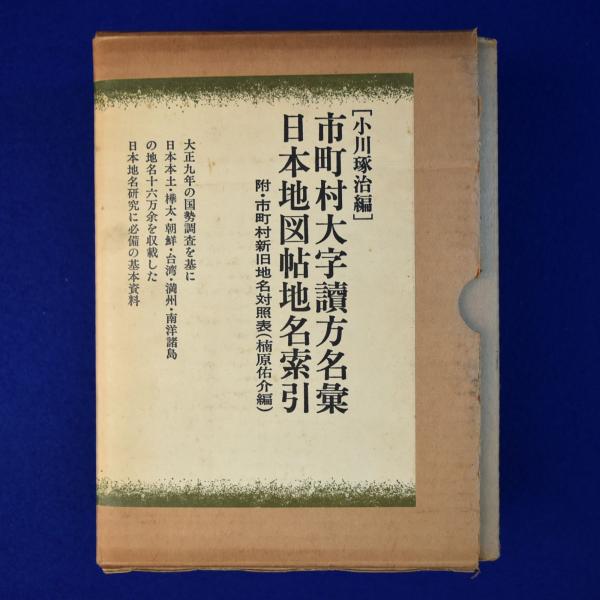 [小川琢治編]
市町村大字讀方名彙
日本地図帖地名索引
附・市町村新旧地名対照表(楠原佑介編)
大正九年の国勢調査を基に
日本本土・樺太・朝鮮・台湾・満州・南洋諸島
の地名十六万余を収載した
日本地名研究に必備の基本資料